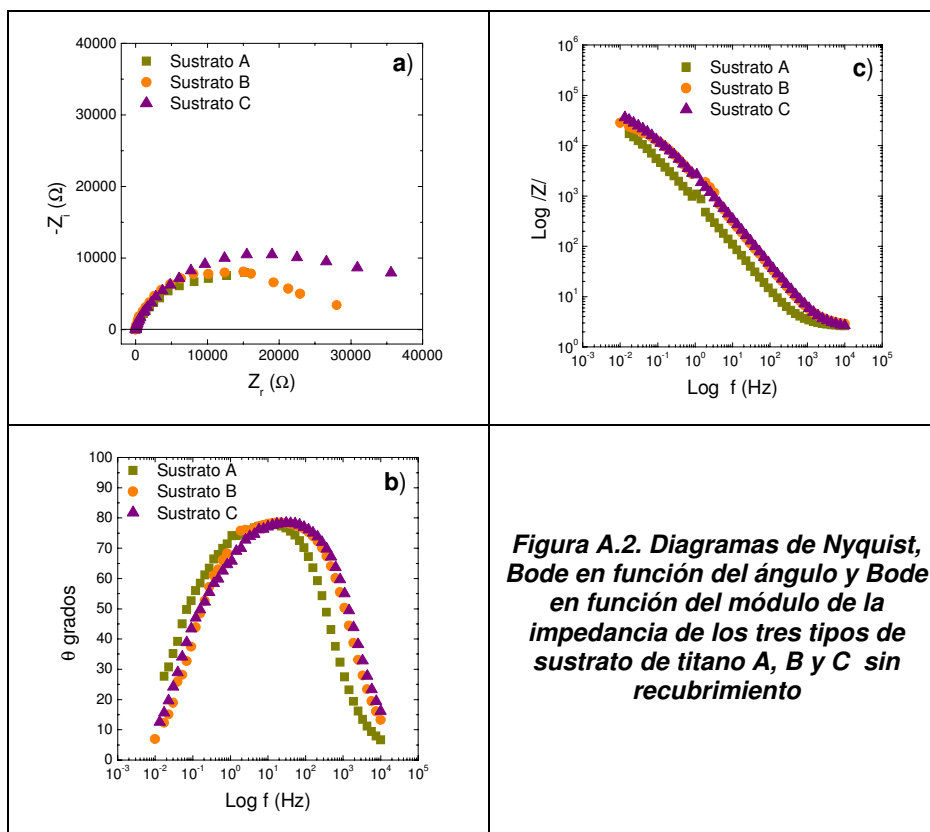 40000
30000
20000
10000
0
-Zi (Ω)
Sustrato A
Sustrato B
Sustrato C
a)
0 10000 20000 30000 40000
Zr (Ω)
10^6
10^5
10^4
10^3
10^2
10^1
10^0
Log /Z/
Sustrato A
Sustrato B
Sustrato C
c)
10^-3 10^-2 10^-1 10^0 10^1 10^2 10^3 10^4 10^5
Log f (Hz)
100
90
80
70
60
50
40
30
20
10
0
θ grados
Sustrato A
Sustrato B
Sustrato C
b)
10^-3 10^-2 10^-1 10^0 10^1 10^2 10^3 10^4 10^5
Log f (Hz)
Figura A.2. Diagramas de Nyquist,
Bode en función del ángulo y Bode
en función del módulo de la
impedancia de los tres tipos de
sustrato de titano A, B y C sin
recubrimiento